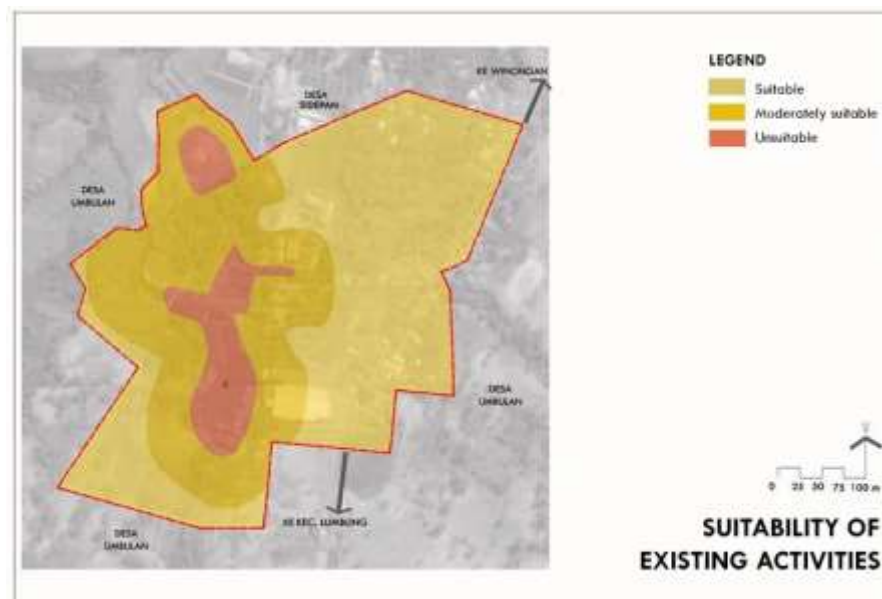 KE WINONGAN
DESA
SIDEPAN
DESA
UMBULAN
DESA
UMBULAN
KE KEC. LUMBUNG
DESA
UMBULAN
LEGEND
Suitable
Moderately suitable
Unsuitable
0 25 50 75 100 m
SUITABILITY OF
EXISTING ACTIVITIES